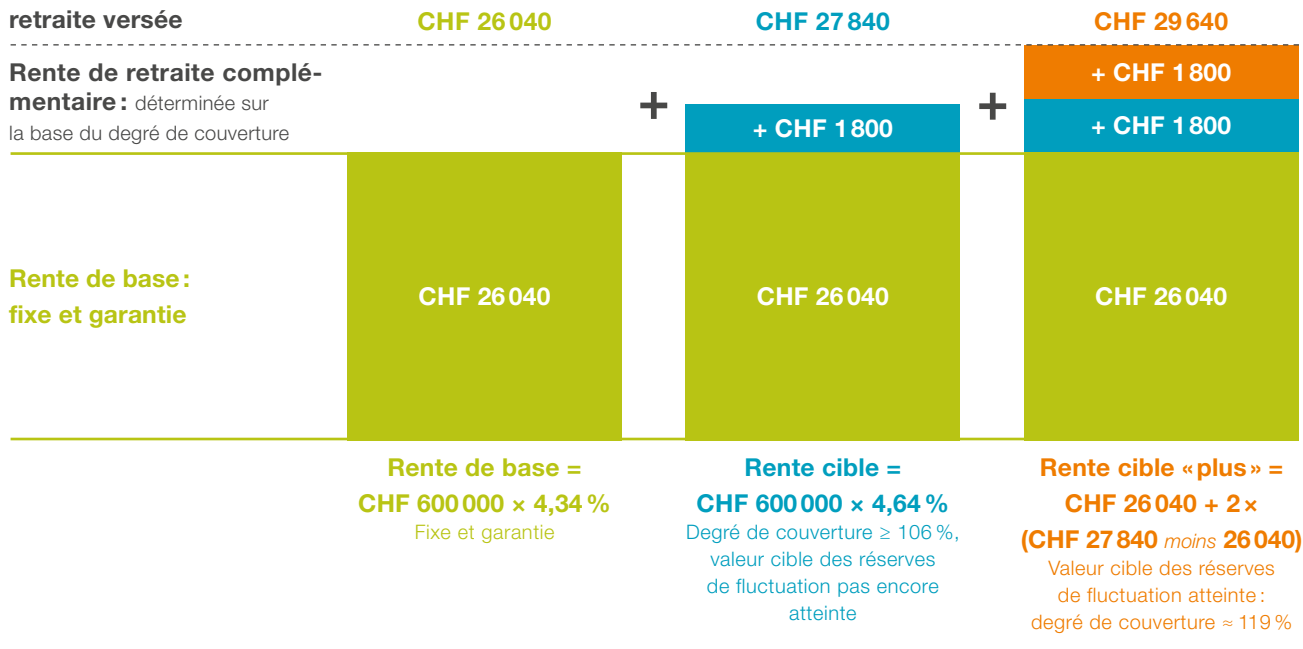 retraite versée
CHF 26 040
CHF 27 840
CHF 29 640
Rente de retraite complé-
mentaire : déterminée sur
la base du degré de couverture
+
+ CHF 1 800
+
+ CHF 1 800
+ CHF 1 800
Rente de base :
fixe et garantie
CHF 26 040
CHF 26 040
CHF 26 040
Rente de base =
CHF 600 000 × 4,34 %
Fixe et garantie
Rente cible =
CHF 600 000 × 4,64 %
Degré de couverture ≥ 106 %,
valeur cible des réserves
de fluctuation pas encore
atteinte
Rente cible « plus » =
CHF 26 040 + 2 ×
(CHF 27 840 moins 26 040)
Valeur cible des réserves
de fluctuation atteinte :
degré de couverture ≈ 119 %